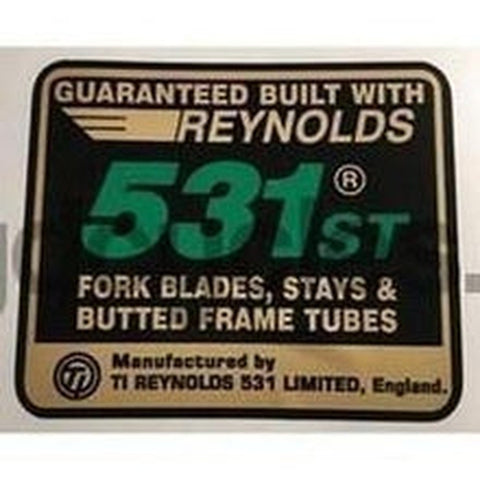 GUARANTEED BUILT WITH
REYNOLDS
531® ST
FORK BLADES, STAYS &
BUTTED FRAME TUBES
TI
Manufactured by
TI REYNOLDS 531 LIMITED, England.